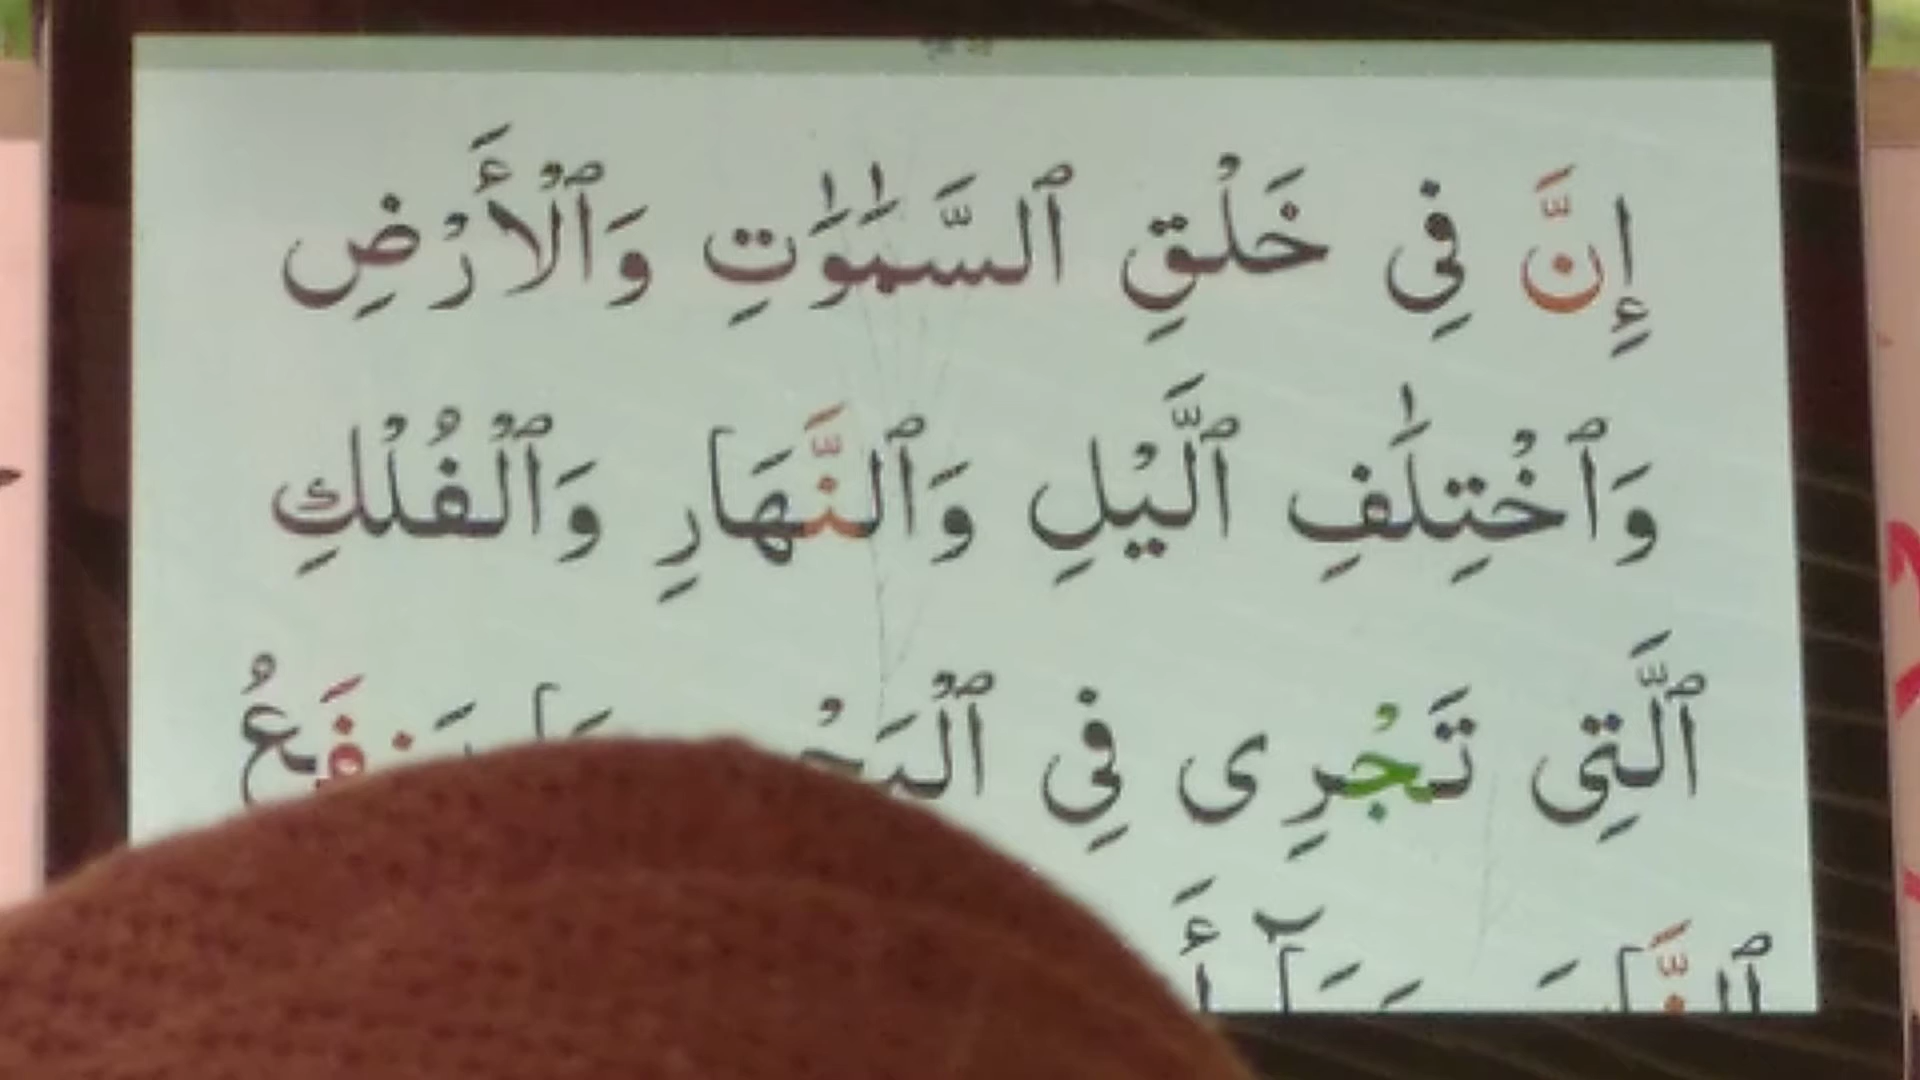 إِنَّ فِى خَلْقِ ٱلسَّمَٰوَٰتِ وَٱلْأَرْضِ
وَٱخْتِلَٰفِ ٱلَّيْلِ وَٱلنَّهَارِ وَٱلْفُلْكِ
ٱلَّتِى تَجْرِى فِى